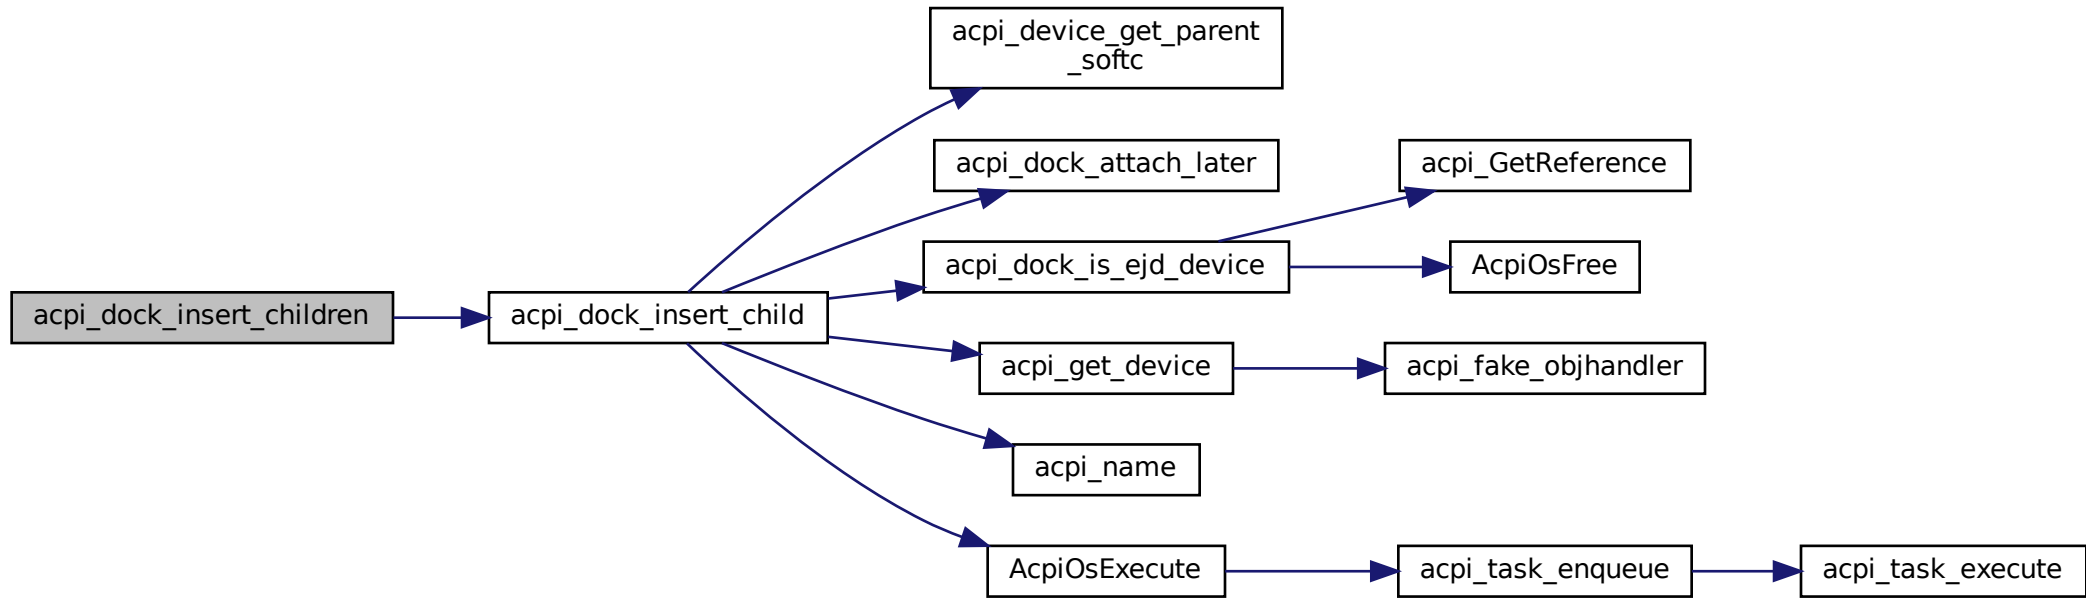 acpi_device_get_parent
_softc
acpi_dock_attach_later
acpi_GetReference
acpi_dock_is_ejd_device
AcpiOsFree
acpi_dock_insert_children
acpi_dock_insert_child
acpi_get_device
acpi_fake_objhandler
acpi_name
AcpiOsExecute
acpi_task_enqueue
acpi_task_execute